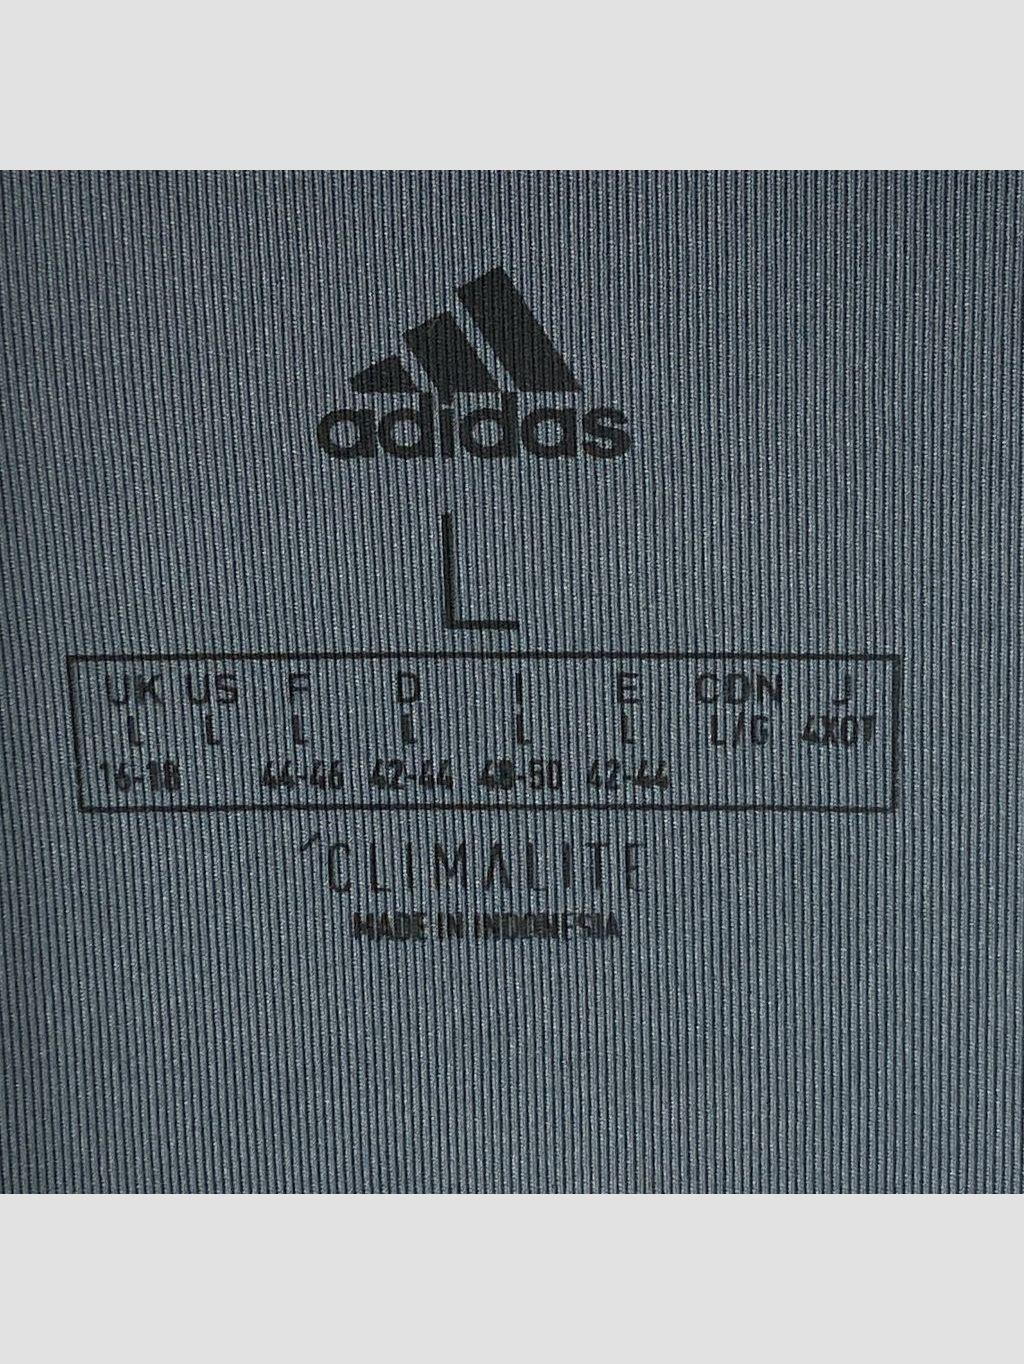 adidas
L
UK US F D I E CDN J
L L L L L L L/G 4XOT
16-18 44-46 42-44 48-50 42-44
CLIMALITE
MADE IN INDONESIA